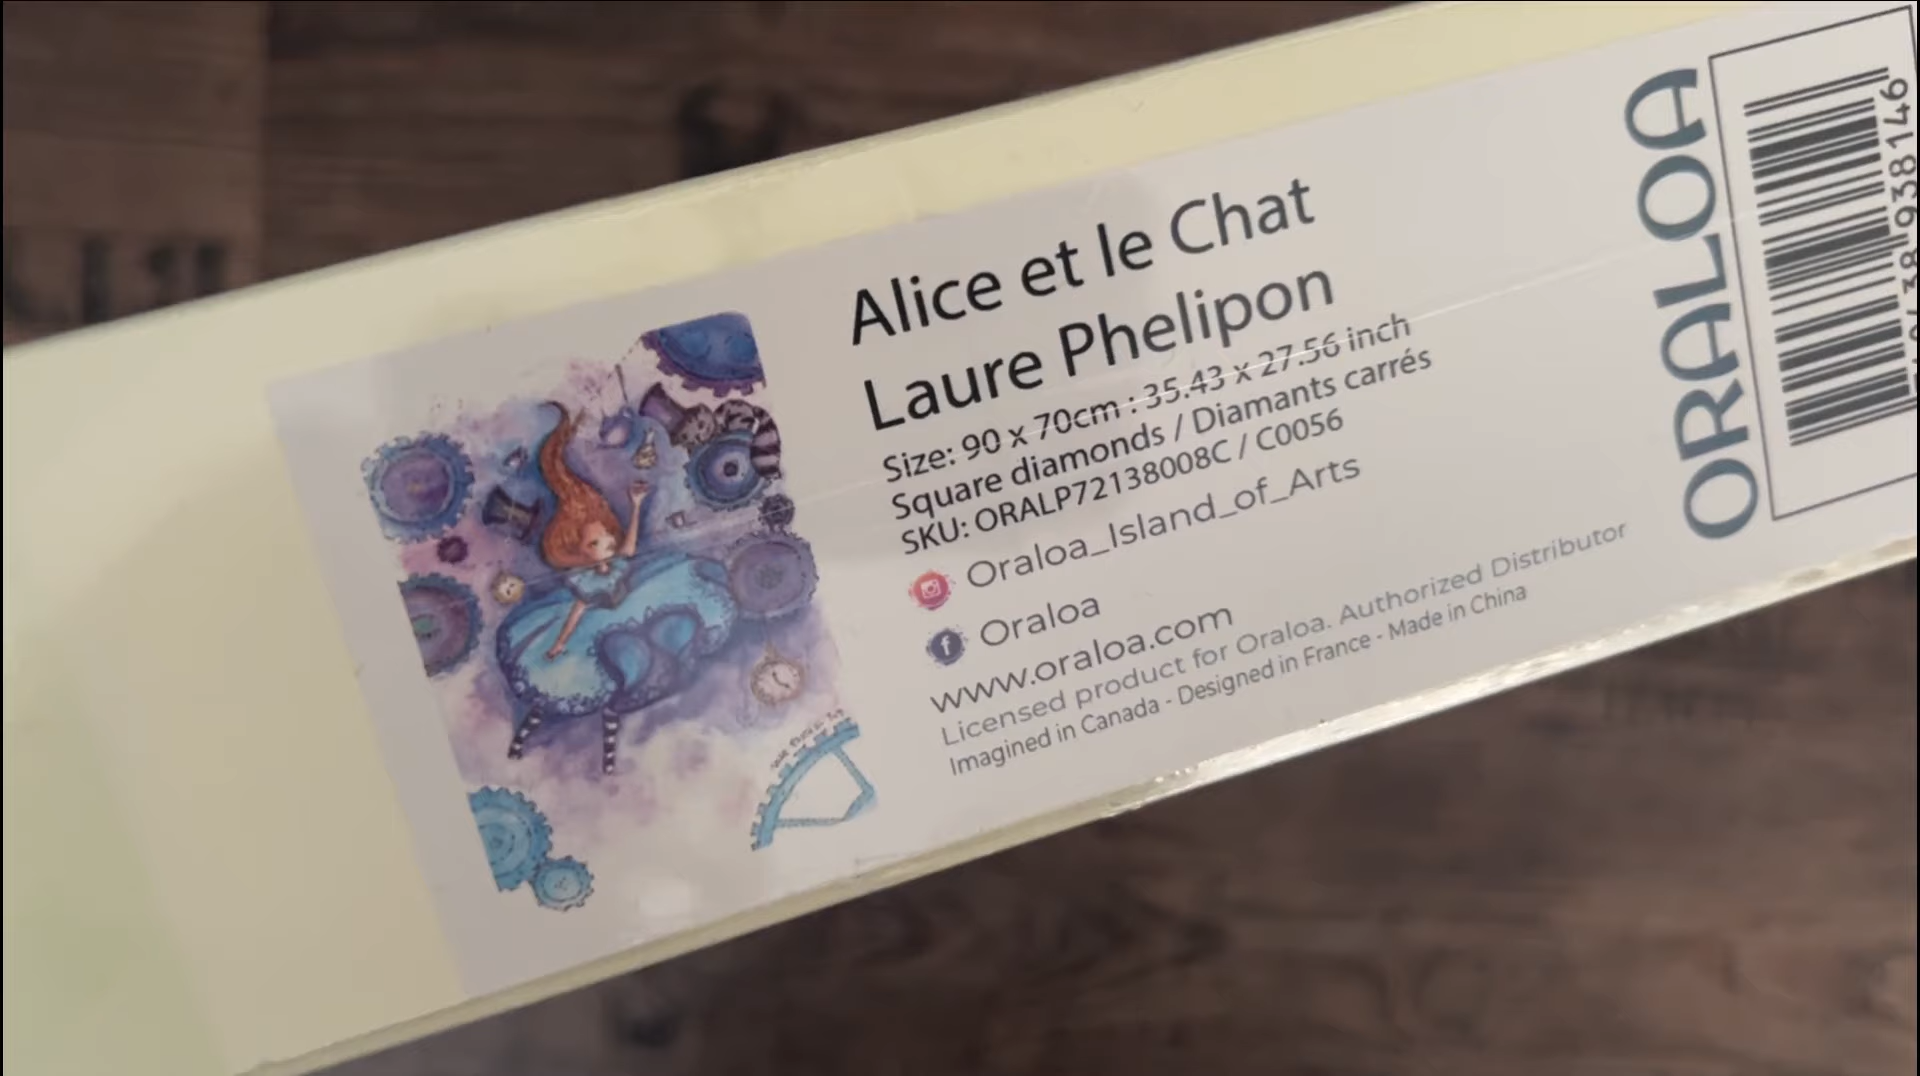 Alice et le Chat
Laure Phelipon
Size: 90 x 70cm : 35.43 x 27.56 inch
Square diamonds / Diamants carrés
SKU: ORALP72138008C / C0056
Oraloa_Island_of_Arts
Oraloa
www.oraloa.com
Licensed product for Oraloa. Authorized Distributor
Imagined in Canada - Designed in France - Made in China
ORALOA